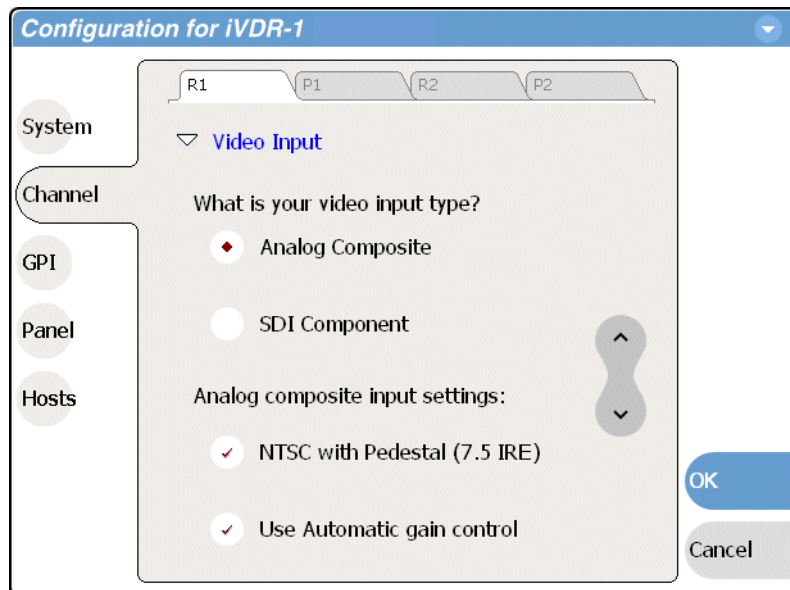 Configuration for iVDR-1
System
Channel
GPI
Panel
Hosts
R1 P1 R2 P2
Video Input
What is your video input type?
Analog Composite
SDI Component
Analog composite input settings:
NTSC with Pedestal (7.5 IRE)
Use Automatic gain control
OK
Cancel